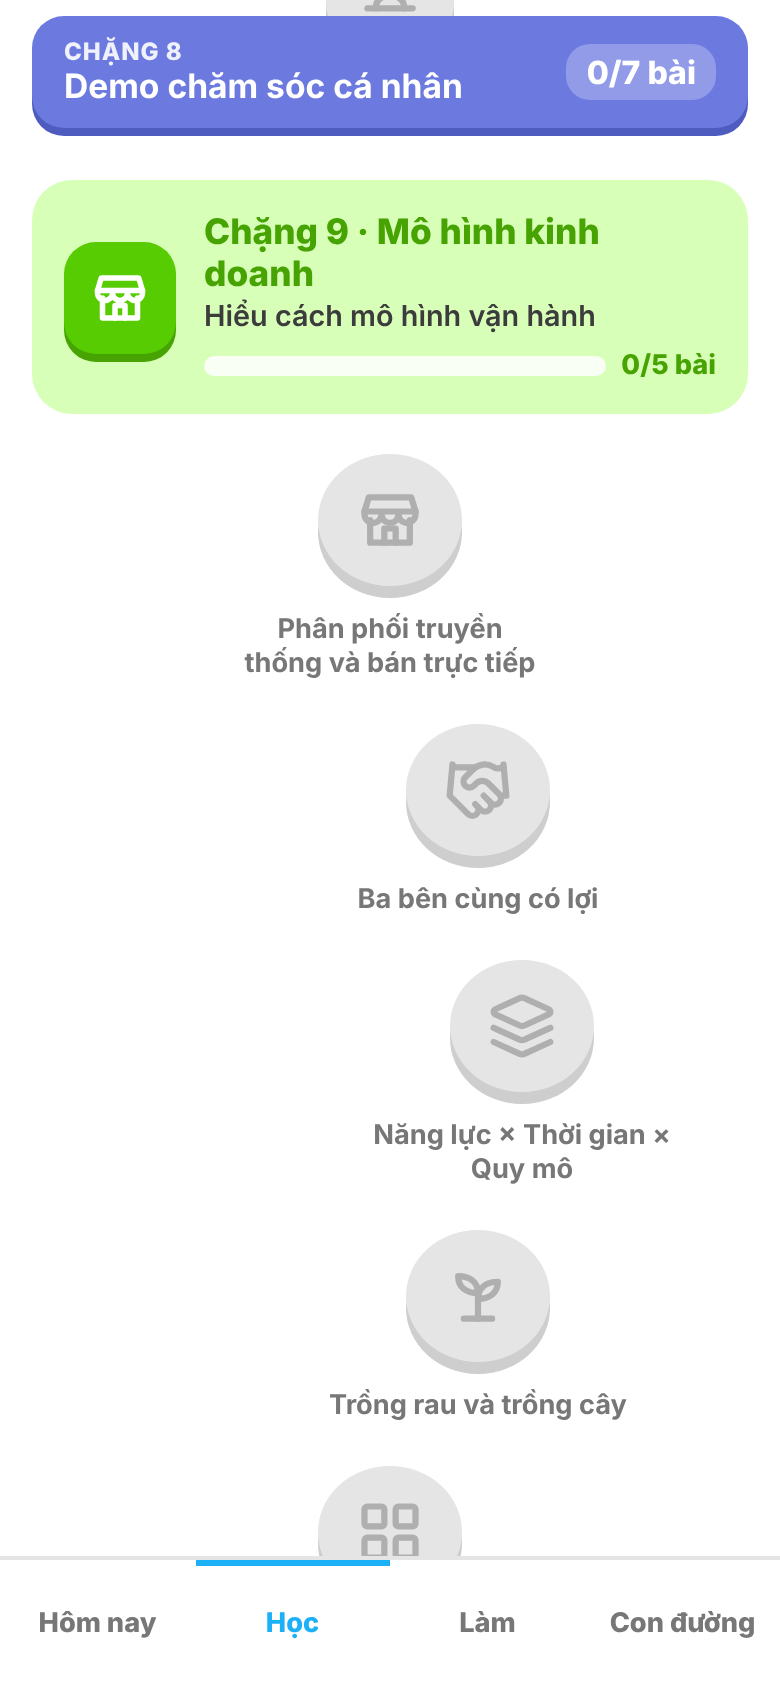 CHẶNG 8
Demo chăm sóc cá nhân
0/7 bài
Chặng 9 · Mô hình kinh
doanh
Hiểu cách mô hình vận hành
0/5 bài
Phân phối truyền
thống và bán trực tiếp
Ba bên cùng có lợi
Năng lực × Thời gian ×
Quy mô
Trồng rau và trồng cây
Hôm nay
Học
Làm
Con đường